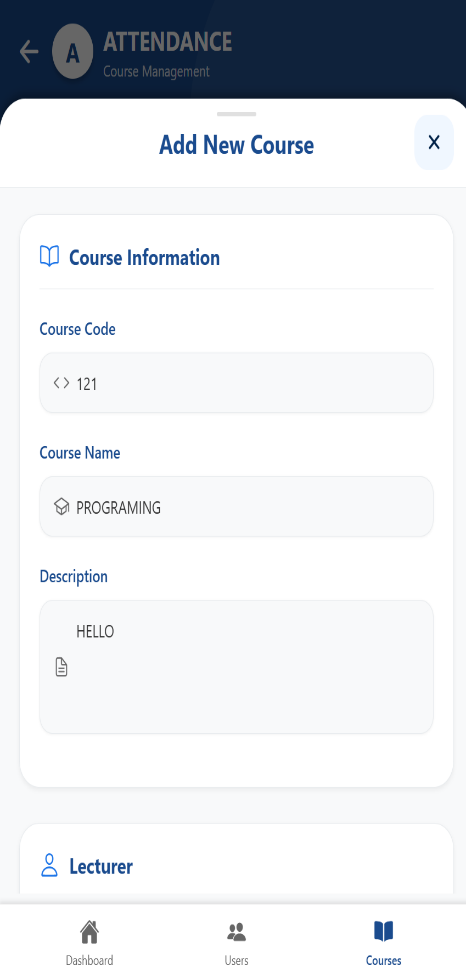 A
ATTENDANCE
Course Management
Add New Course
X
Course Information
Course Code
121
Course Name
PROGRAMING
Description
HELLO
Lecturer
Dashboard
Users
Courses